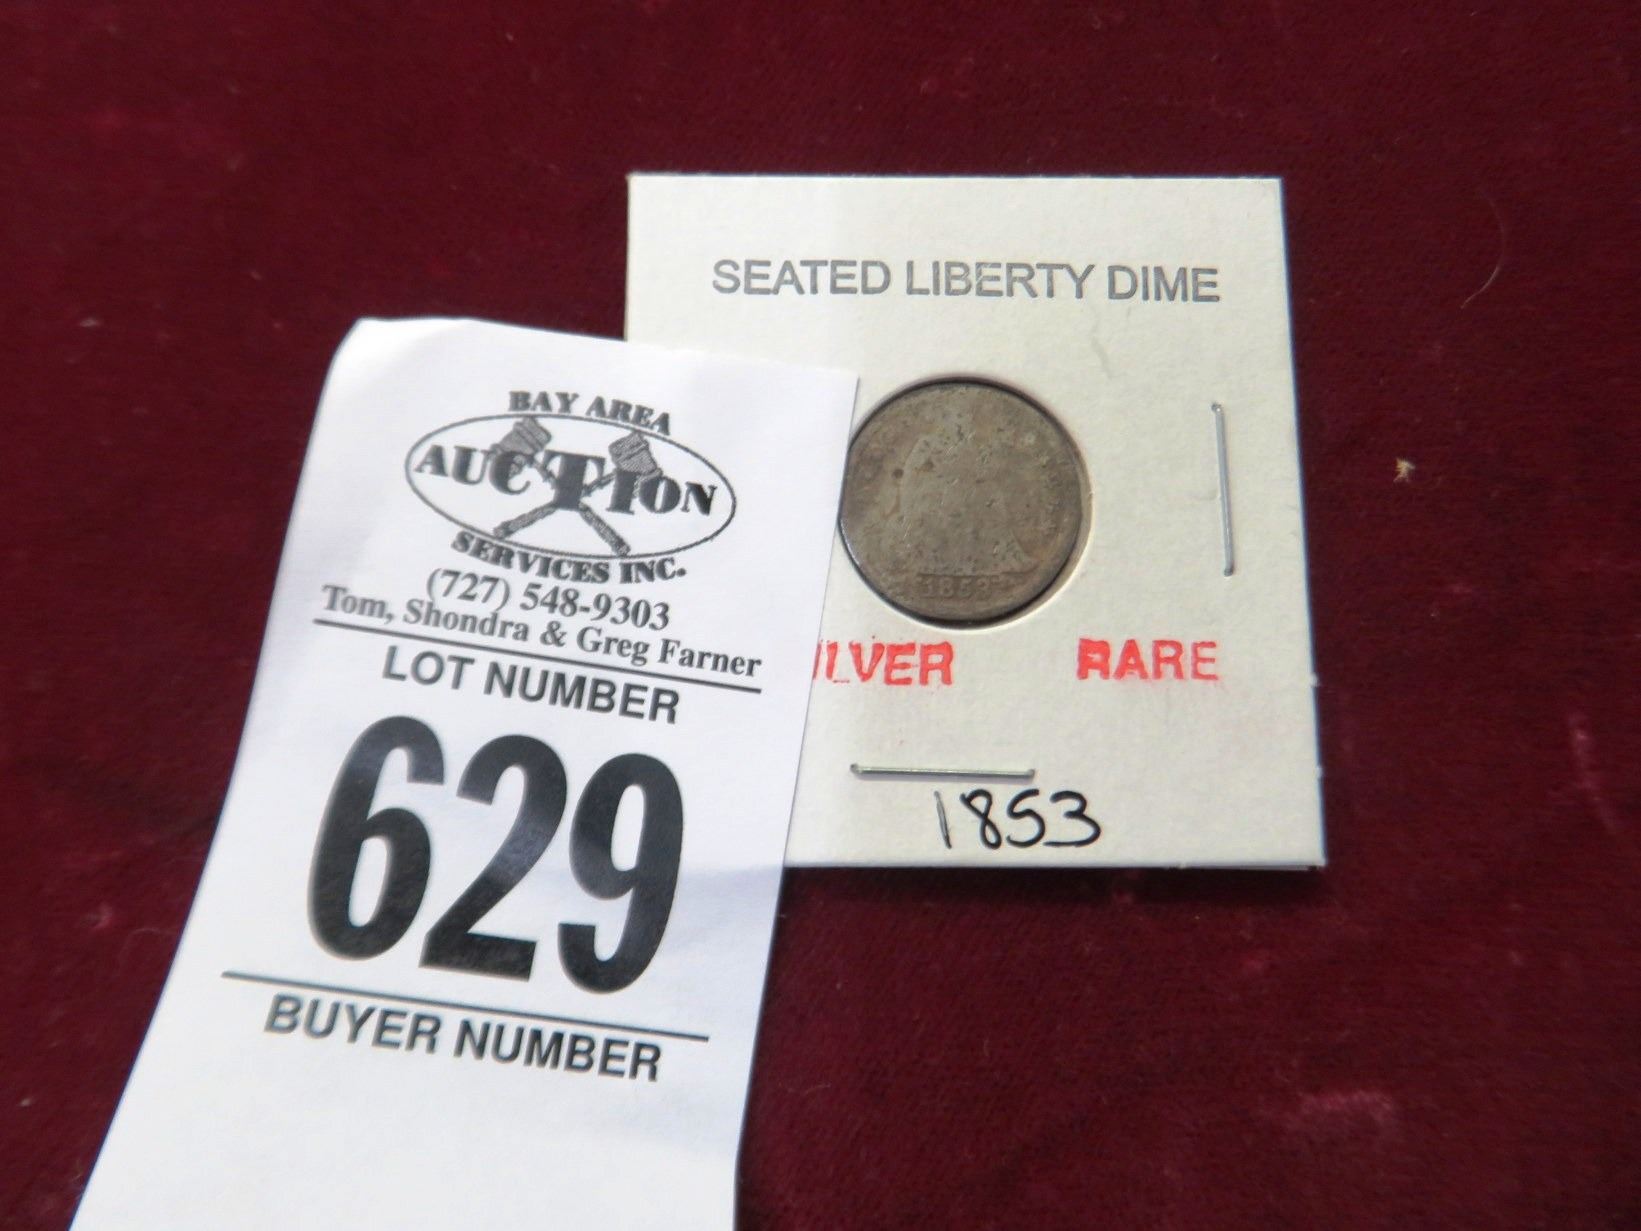 BAY AREA
AUCTION
SERVICES INC.
(727) 548-9303
Tom, Shondra & Greg Farner
LOT NUMBER
629
BUYER NUMBER
SEATED LIBERTY DIME
1853
ILVER RARE
1853